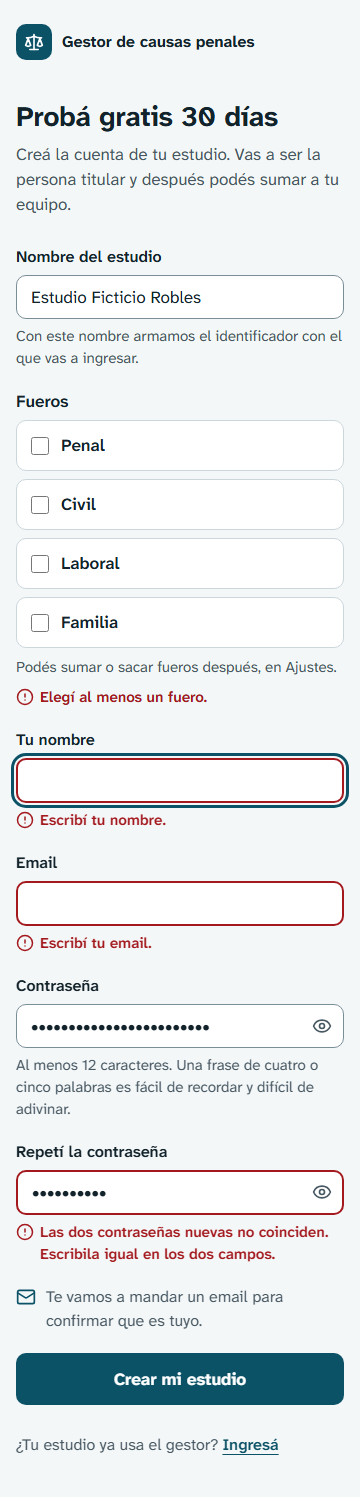 Gestor de causas penales
Probá gratis 30 días
Creá la cuenta de tu estudio. Vas a ser la
persona titular y después podés sumar a tu
equipo.
Nombre del estudio
Estudio Ficticio Robles
Con este nombre armamos el identificador con el
que vas a ingresar.
Fueros
Penal
Civil
Laboral
Familia
Podés sumar o sacar fueros después, en Ajustes.
Elegí al menos un fuero.
Tu nombre
Escribí tu nombre.
Email
Escribí tu email.
Contraseña
••••••••••••••••••••••••
Al menos 12 caracteres. Una frase de cuatro o
cinco palabras es fácil de recordar y difícil de
adivinar.
Repetí la contraseña
••••••••••
Las dos contraseñas nuevas no coinciden.
Escribila igual en los dos campos.
Te vamos a mandar un email para
confirmar que es tuyo.
Crear mi estudio
¿Tu estudio ya usa el gestor? Ingresá